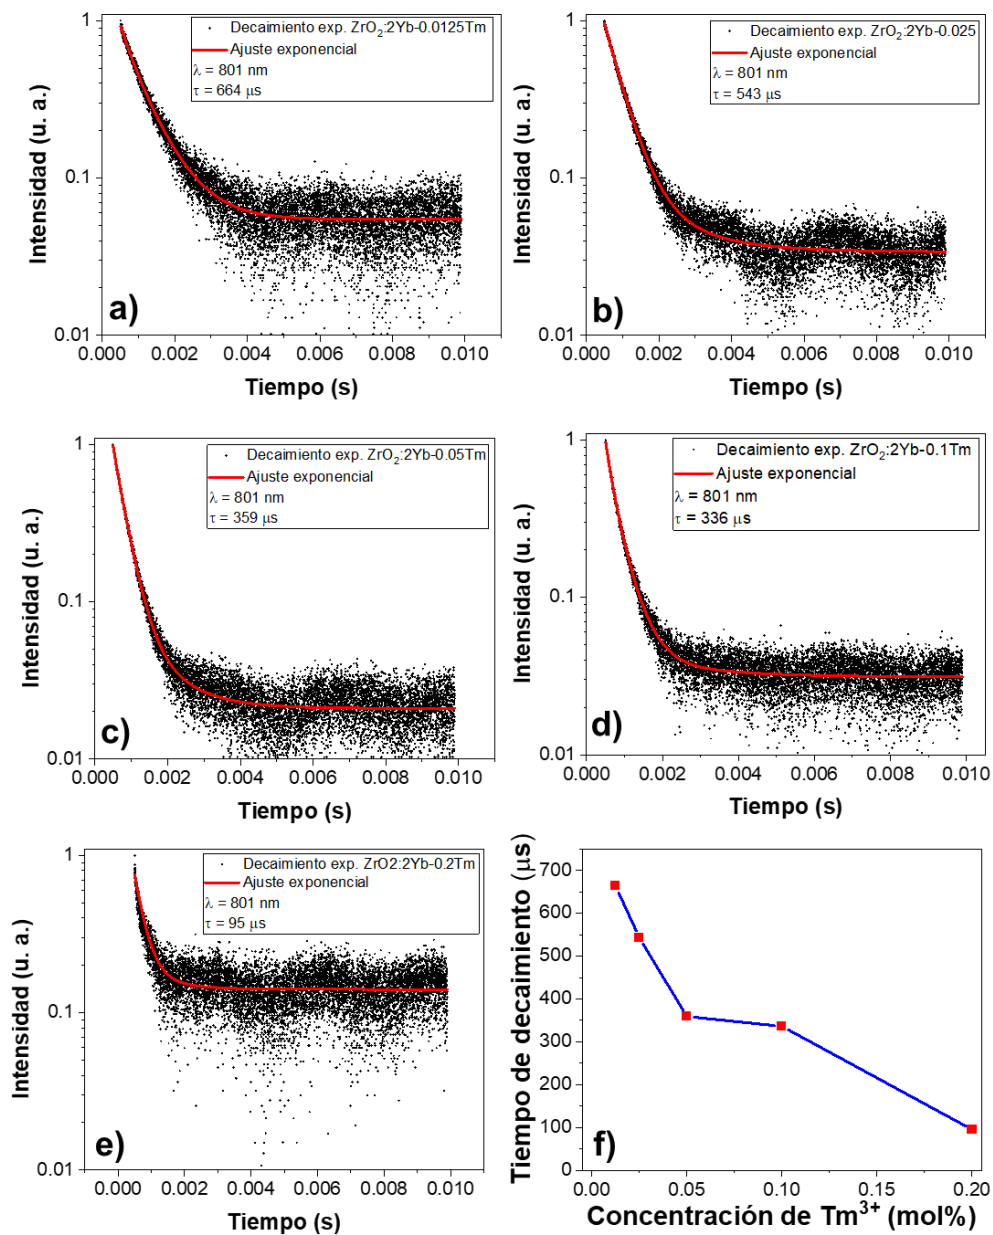 Decaimiento exp. ZrO₂:2Yb-0.0125Tm
Ajuste exponencial
λ = 801 nm
τ = 664 μs
1
0.1
0.01
Intensidad (u. a.)
a)
0.000 0.002 0.004 0.006 0.008 0.010
Tiempo (s)
Decaimiento exp. ZrO₂:2Yb-0.025
Ajuste exponencial
λ = 801 nm
τ = 543 μs
1
0.1
0.01
Intensidad (u. a.)
b)
0.000 0.002 0.004 0.006 0.008 0.010
Tiempo (s)
Decaimiento exp. ZrO₂:2Yb-0.05Tm
Ajuste exponencial
λ = 801 nm
τ = 359 μs
1
0.1
0.01
Intensidad (u. a.)
c)
0.000 0.002 0.004 0.006 0.008 0.010
Tiempo (s)
Decaimiento exp. ZrO₂:2Yb-0.1Tm
Ajuste exponencial
λ = 801 nm
τ = 336 μs
1
0.1
0.01
Intensidad (u. a.)
d)
0.000 0.002 0.004 0.006 0.008 0.010
Tiempo (s)
Decaimiento exp. ZrO2:2Yb-0.2Tm
Ajuste exponencial
λ = 801 nm
τ = 95 μs
1
0.1
0.01
Intensidad (u. a.)
e)
0.000 0.002 0.004 0.006 0.008 0.010
Tiempo (s)
Tiempo de decaimiento (μs)
700
600
500
400
300
200
100
0
f)
0.00 0.05 0.10 0.15 0.20
Concentración de Tm³⁺ (mol%)